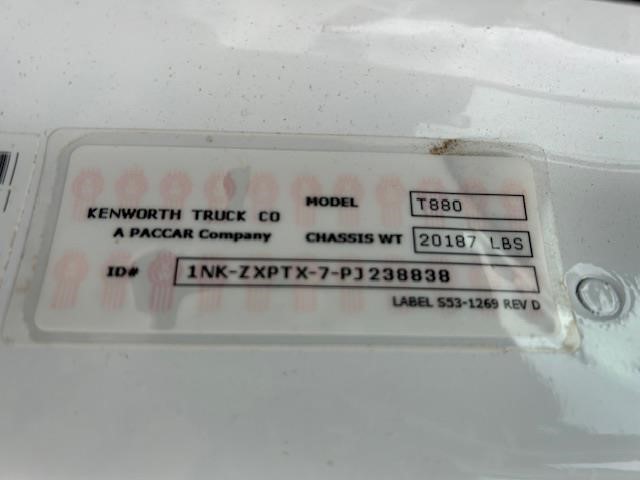 KENWORTH TRUCK CO
A PACCAR Company
MODEL T880
CHASSIS WT 20187 LBS
ID# 1NK-ZXPTX-7-PJ238838
LABEL S53-1269 REV D